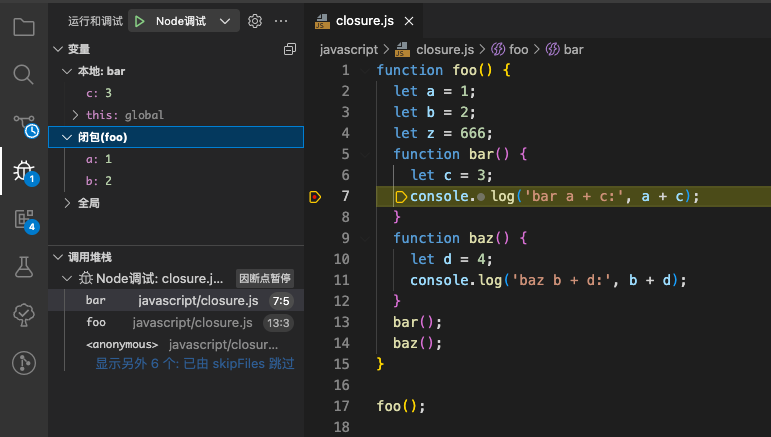 运行和调试 Node调试
变量
本地: bar
c: 3
this: global
闭包(foo)
a: 1
b: 2
全局
调用堆栈
Node调试: closure.j... 因断点暂停
bar javascript/closure.js 7:5
foo javascript/closure.js 13:3
<anonymous> javascript/closur...
显示另外 6 个: 已由 skipFiles 跳过
1
4
JS closure.js
javascript > JS closure.js > foo > bar
1 function foo() {
2 let a = 1;
3 let b = 2;
4 let z = 666;
5 function bar() {
6 let c = 3;
7 console.log('bar a + c:', a + c);
8 }
9 function baz() {
10 let d = 4;
11 console.log('baz b + d:', b + d);
12 }
13 bar();
14 baz();
15 }
16
17 foo();
18